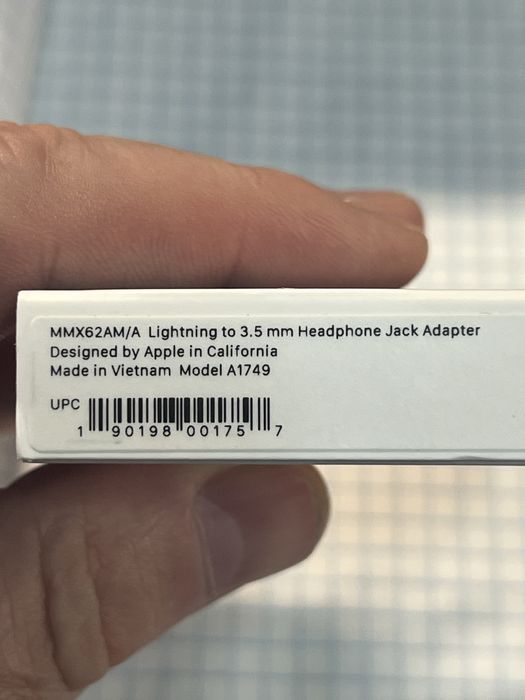 MMX62AM/A Lightning to 3.5 mm Headphone Jack Adapter
Designed by Apple in California
Made in Vietnam Model A1749
UPC
1 90198 00175 7